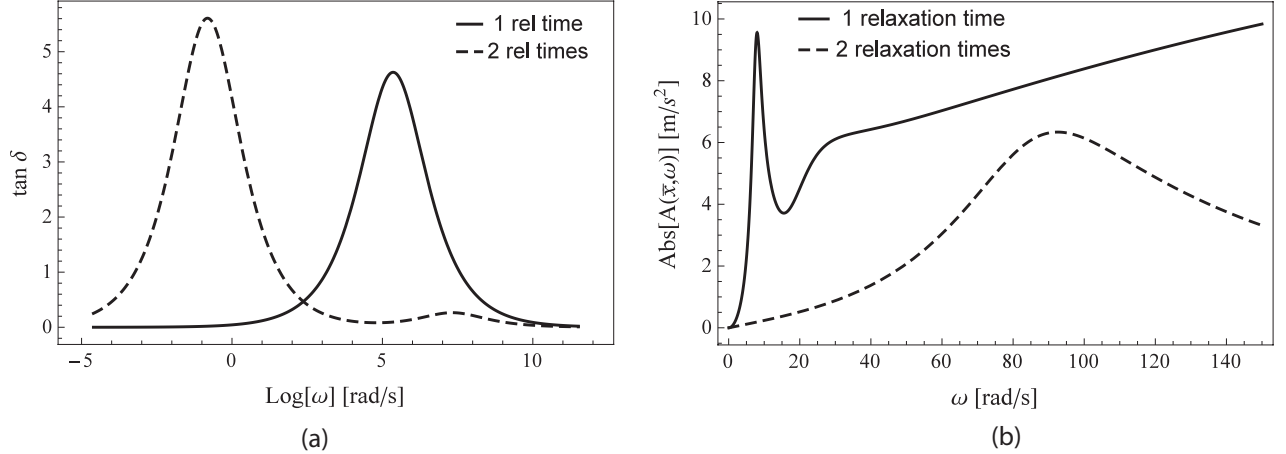 tan δ
5
4
3
2
1
0
1 rel time
2 rel times
−5
0
5
10
Log[ω] [rad/s]
(a)
Abs[A(x̅,ω)] [m/s²]
10
8
6
4
2
0
1 relaxation time
2 relaxation times
0
20
40
60
80
100
120
140
ω [rad/s]
(b)